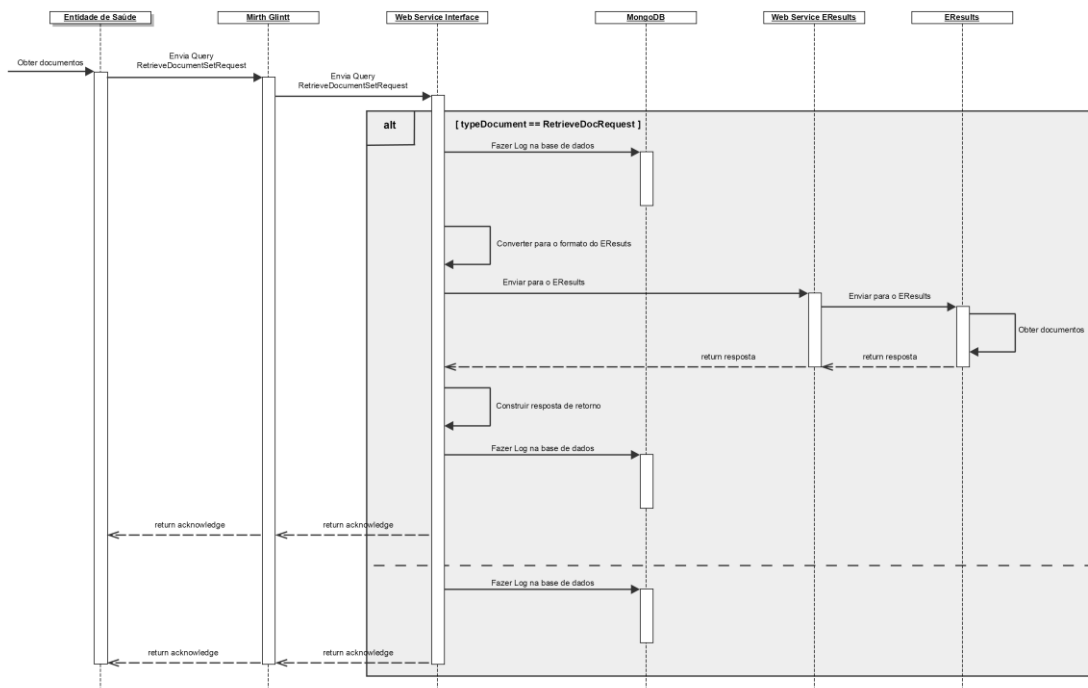 Entidade de Saúde
Mirth Glintt
Web Service Interface
MongoDB
Web Service EResults
EResults
Obter documentos
Envia Query
RetrieveDocumentSetRequest
Envia Query
RetrieveDocumentSetRequest
alt
[ typeDocument == RetrieveDocRequest ]
Fazer Log na base de dados
Converter para o formato do EResuts
Enviar para o EResults
Enviar para o EResults
Obter documentos
return resposta
return resposta
Construir resposta de retorno
Fazer Log na base de dados
return acknowledge
return acknowledge
Fazer Log na base de dados
return acknowledge
return acknowledge